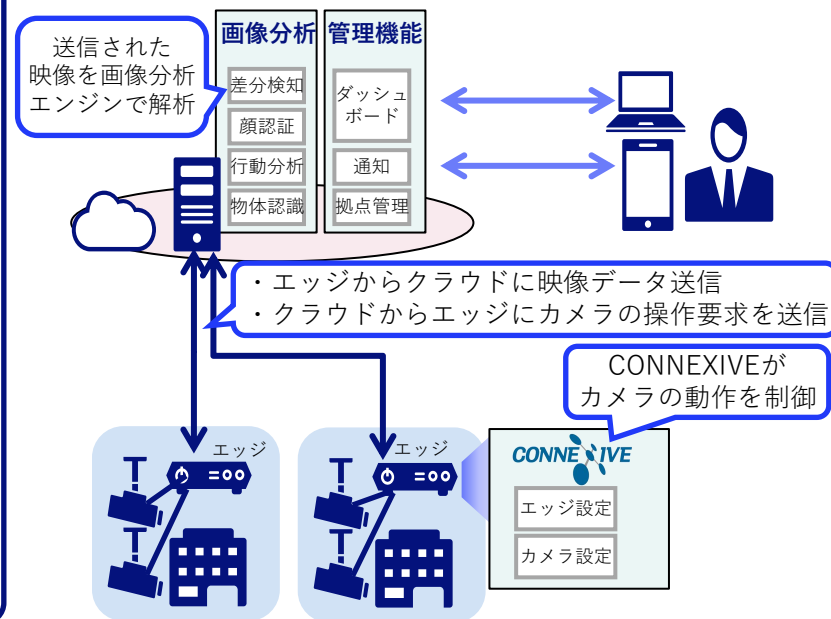 送信された
映像を画像分析
エンジンで解析
画像分析
差分検知
顔認証
行動分析
物体認識
管理機能
ダッシュ
ボード
通知
拠点管理
・エッジからクラウドに映像データ送信
・クラウドからエッジにカメラの操作要求を送信
CONNEXIVEが
カメラの動作を制御
エッジ
エッジ
CONNEXIVE
エッジ設定
カメラ設定